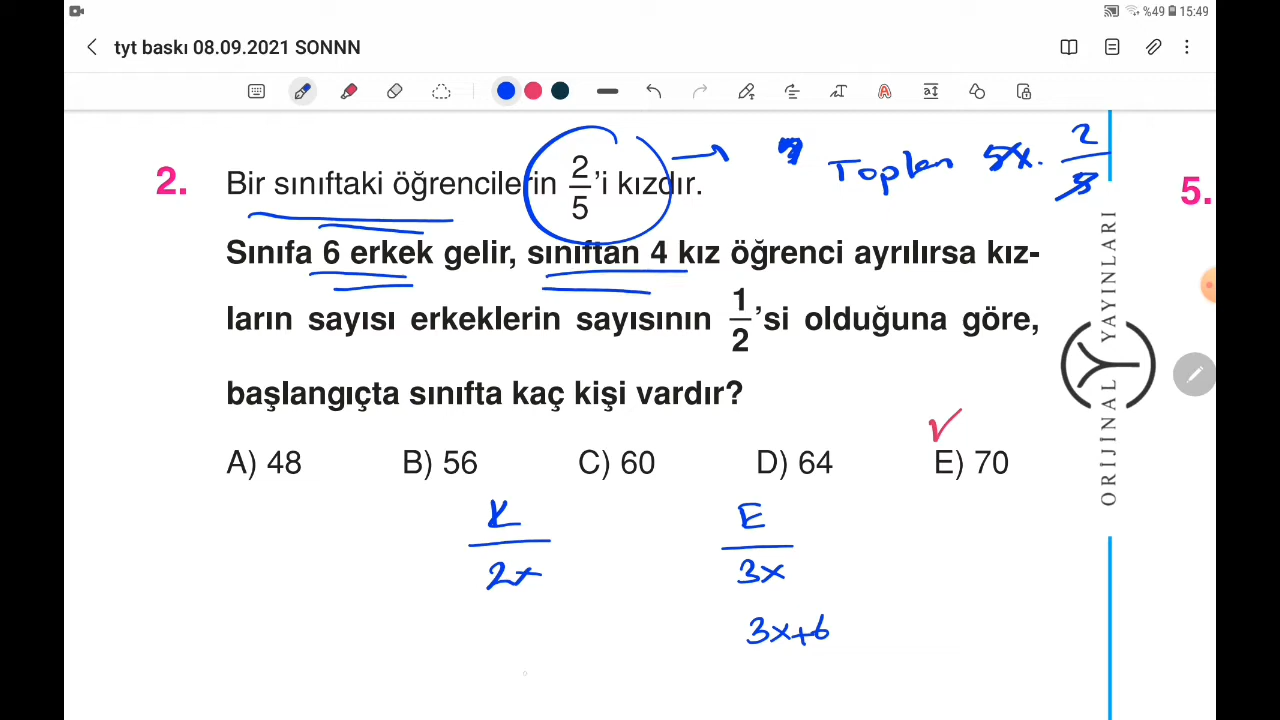 %49 15:49
tyt baskı 08.09.2021 SONNN
2. Bir sınıftaki öğrencilerin 2/5 'i kızdır.
Toplam 5x. 2/5
5.
Sınıfa 6 erkek gelir, sınıftan 4 kız öğrenci ayrılırsa kız-
ların sayısı erkeklerin sayısının 1/2 'si olduğuna göre,
başlangıçta sınıfta kaç kişi vardır?
A) 48 B) 56 C) 60 D) 64 E) 70
K E
2x 3x
3x+6
ORİJİNAL YAYINLARI